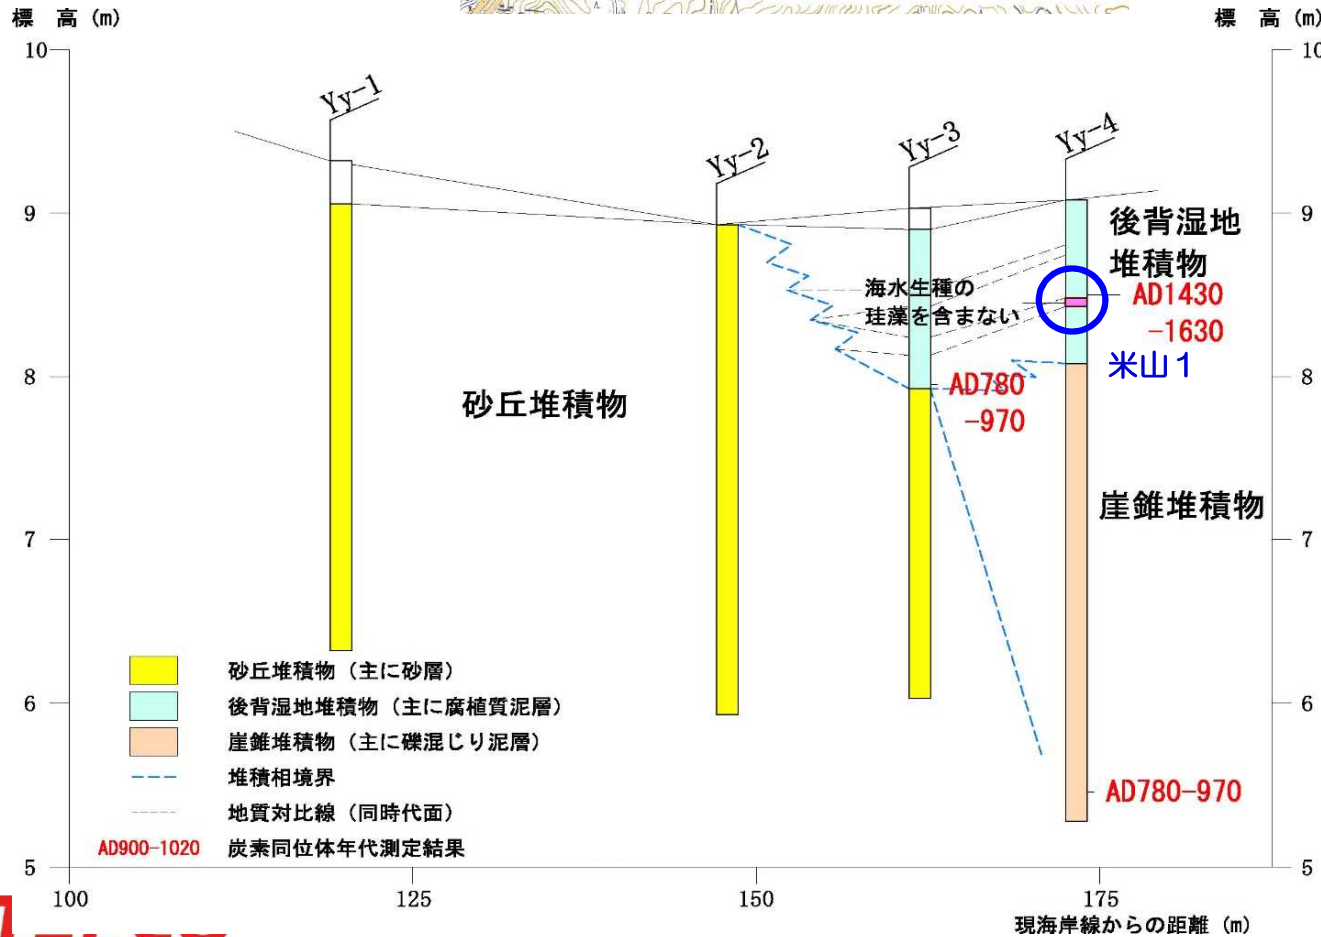 標 高 (m)
標 高 (m)
10
10
Yy-1
Yy-2
Yy-3
Yy-4
9
9
後背湿地
堆積物
海水生種の
珪藻を含まない
AD1430
-1630
米山1
8
8
AD780
-970
砂丘堆積物
崖錐堆積物
7
7
砂丘堆積物 (主に砂層)
後背湿地堆積物 (主に腐植質泥層)
6
6
崖錐堆積物 (主に礫混じり泥層)
堆積相境界
AD780-970
地質対比線 (同時代面)
AD900-1020 炭素同位体年代測定結果
5
5
100
125
150
175
現海岸線からの距離 (m)